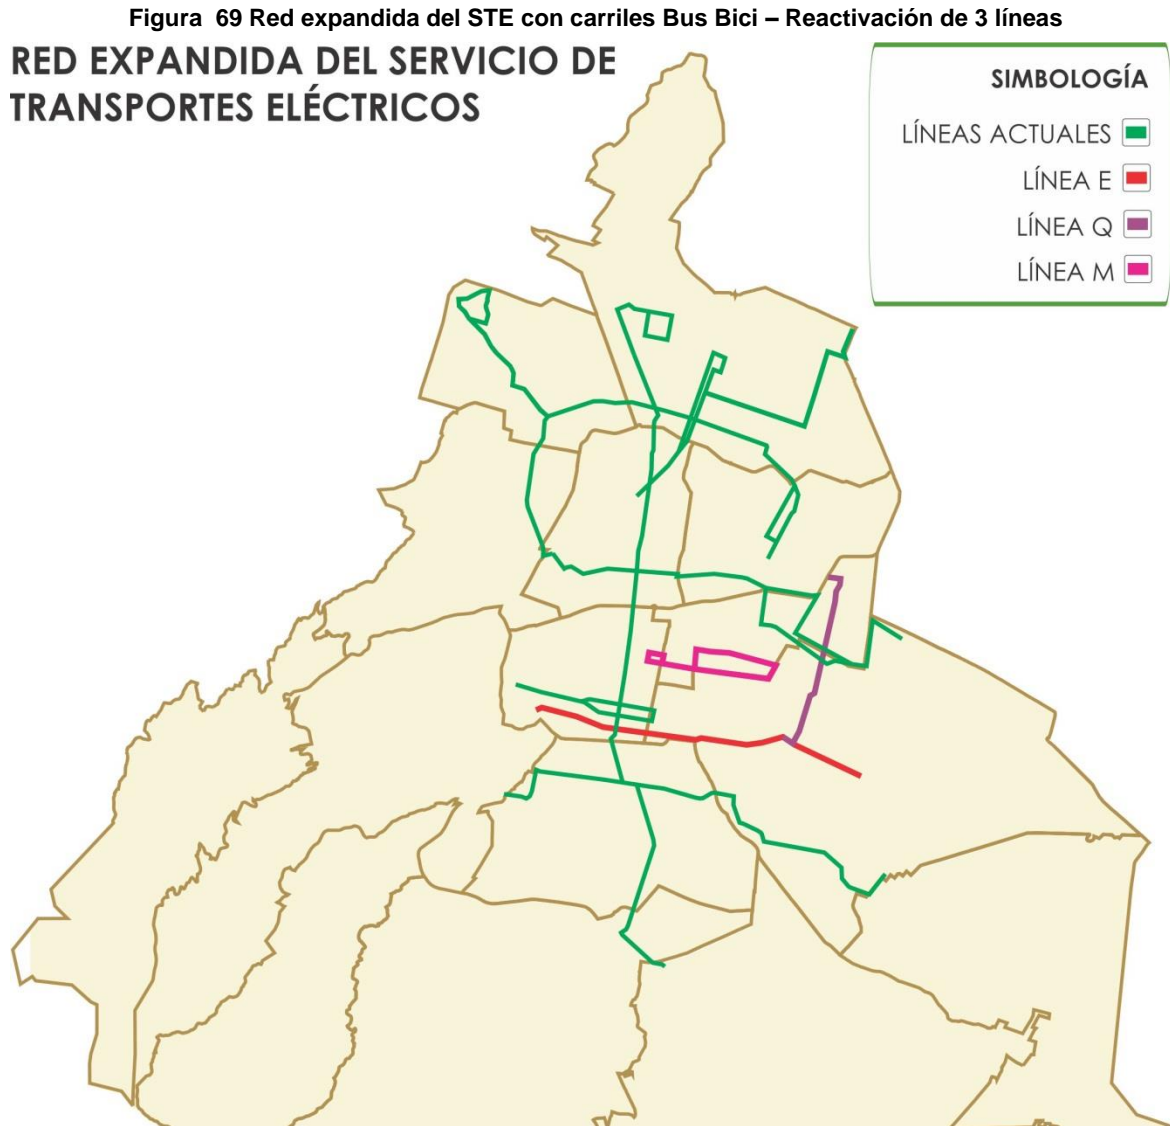 Figura 69 Red expandida del STE con carriles Bus Bici – Reactivación de 3 líneas
RED EXPANDIDA DEL SERVICIO DE
TRANSPORTES ELÉCTRICOS
SIMBOLOGÍA
LÍNEAS ACTUALES
LÍNEA E
LÍNEA Q
LÍNEA M